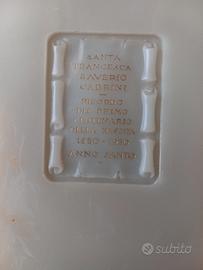 SANTA
FRANCESCA
SAVERIO
CABRINI
RICORDO
DEL PRIMO
CENTENARIO
DELLA NASCITA
1850 - 1950
ANNO SANTO
subito